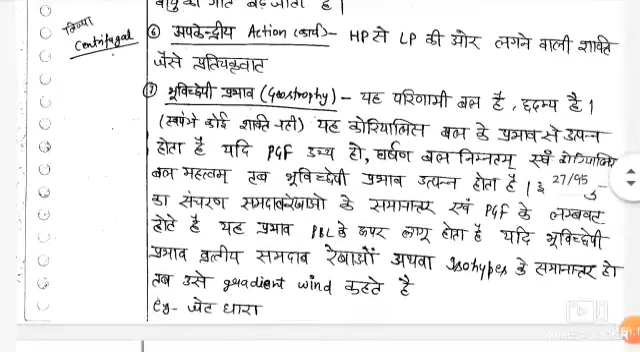 वायु की गति बढ़ जाती है।
त्रिज्या
Centrifugal
⑥ अपकेन्द्रीय Action (कार्य) - HP से LP की ओर लगने वाली शक्ति
जैसे प्रतिचक्रवात
⑦ भूविक्षेपी प्रभाव (Geostrophy) - यह परिणामी बल है, छद्म है।
(स्वयंमे कोई शक्ति नही) यह कोरियालिस बल के प्रभाव से उत्पन्न
होता है यदि PGF उच्च हो, घर्षण बल निम्नतम् एवं कोरियालिस
बल महत्वम् तब भूविक्षेपी प्रभाव उत्पन्न होता है। 27/95
का संचरण समदाबरेखाओ के समानान्तर एवं PGF के लम्बवत
होते है यह प्रभाव PBL के ऊपर लागू होता है यदि भूविक्षेपी
प्रभाव वृतीय समदाब रेखाओं अथवा Isohypes के समानान्तर हो
तब उसे gradient wind कहते है
eg - जेट धारा